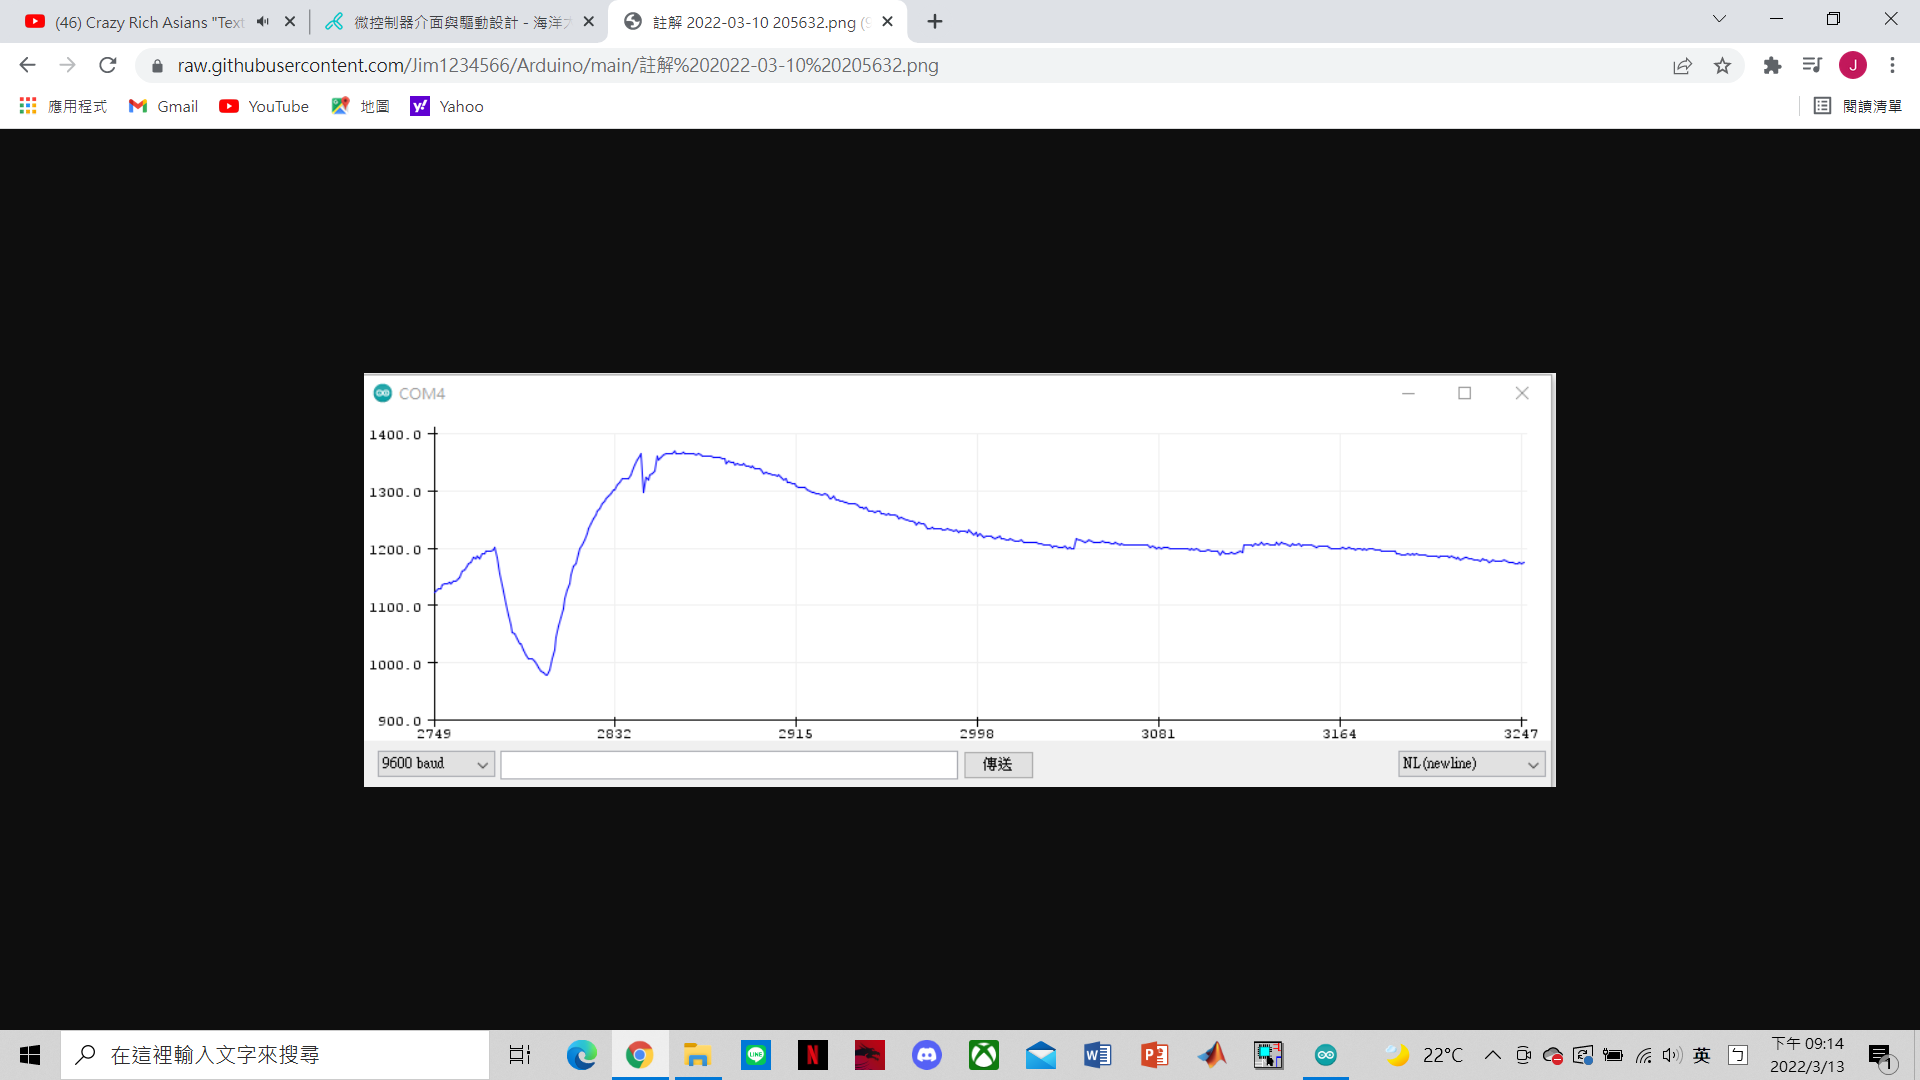 (46) Crazy Rich Asians "Text
微控制器介面與驅動設計 - 海洋
註解 2022-03-10 205632.png
raw.githubusercontent.com/Jim1234566/Arduino/main/註解%202022-03-10%20205632.png
J
應用程式
Gmail
YouTube
地圖
Yahoo
閱讀清單
COM4
1400.0
1300.0
1200.0
1100.0
1000.0
900.0
2749 2832 2915 2998 3081 3164 3247
9600 baud
傳送
NL(newline)
在這裡輸入文字來搜尋
LINE
22°C
英
下午 09:14
2022/3/13
1